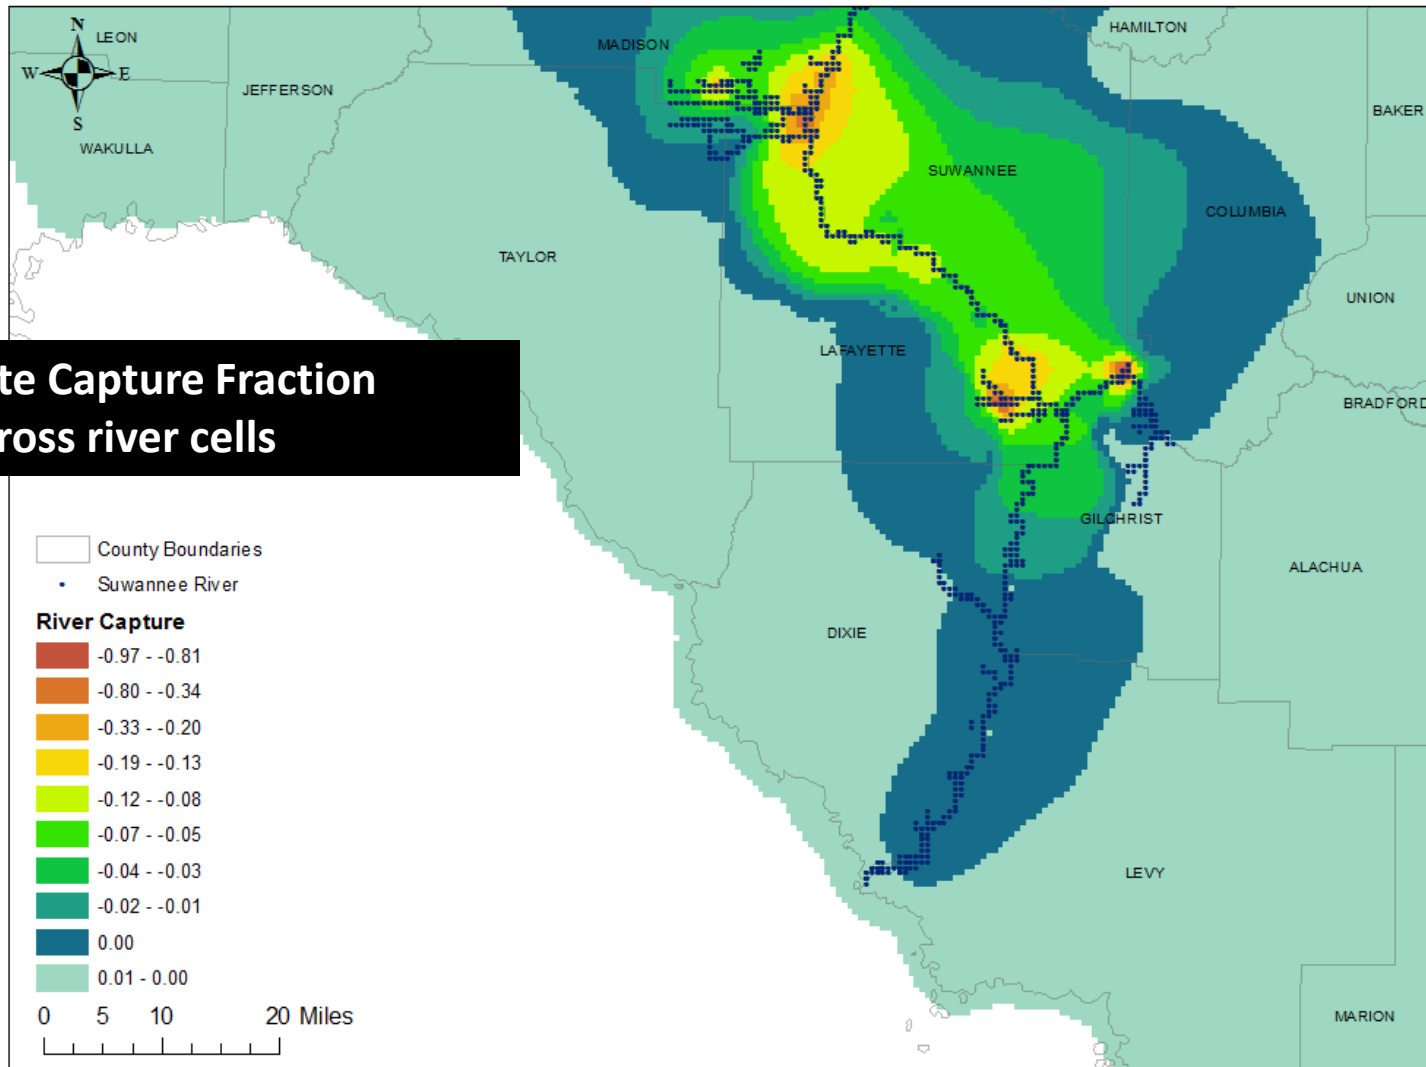 N
W E
S
LEON
JEFFERSON
WAKULLA
MADISON
HAMILTON
BAKER
SUWANNEE
COLUMBIA
TAYLOR
UNION
LAFAYETTE
BRADFORD
te Capture Fraction
ross river cells
GILCHRIST
ALACHUA
DIXIE
LEVY
MARION
County Boundaries
Suwannee River
River Capture
-0.97 - -0.81
-0.80 - -0.34
-0.33 - -0.20
-0.19 - -0.13
-0.12 - -0.08
-0.07 - -0.05
-0.04 - -0.03
-0.02 - -0.01
0.00
0.01 - 0.00
0 5 10 20 Miles